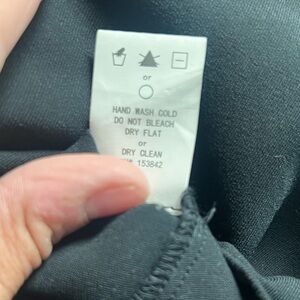 or
HAND WASH COLD
DO NOT BLEACH
DRY FLAT
or
DRY CLEAN
153842